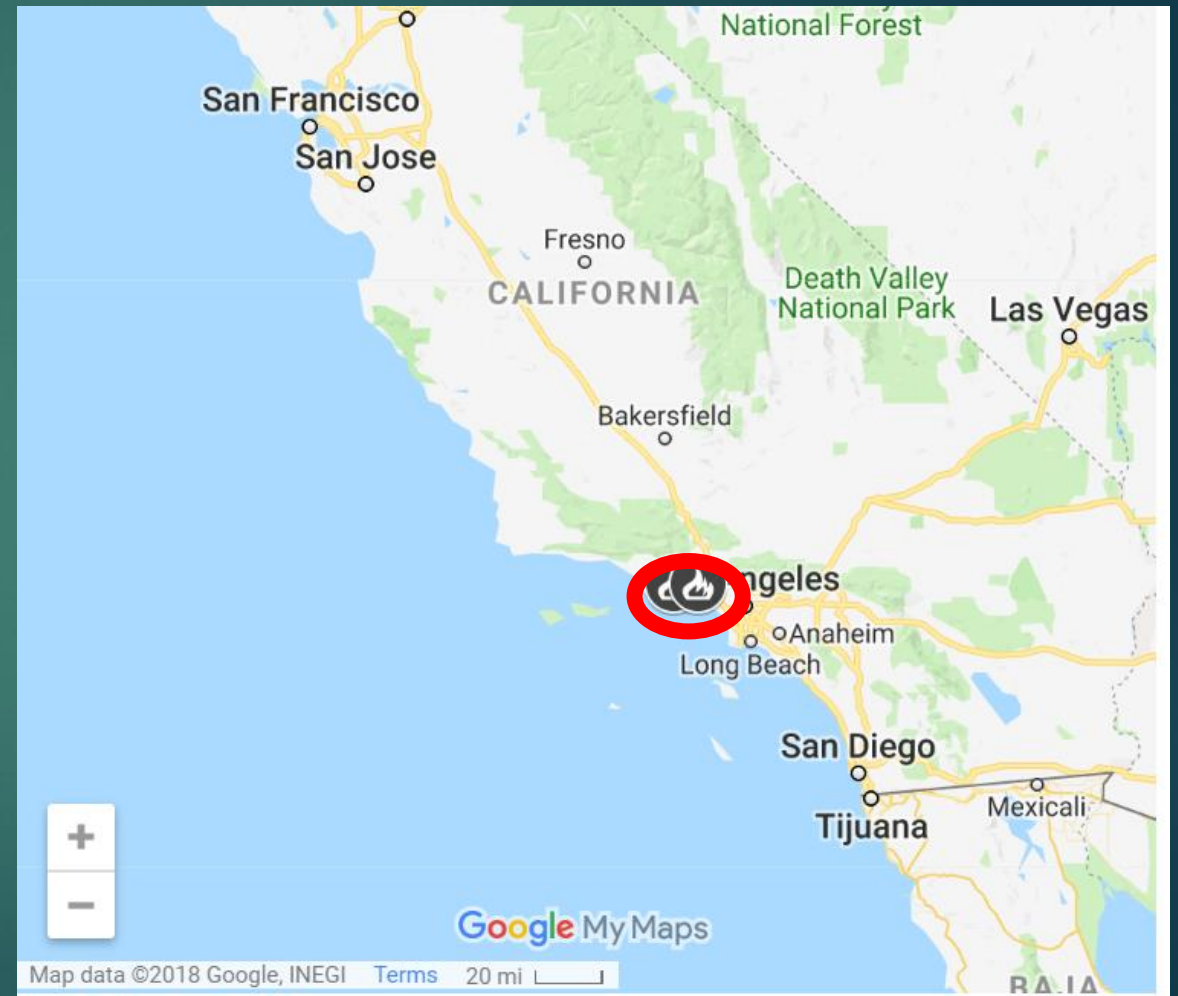 National Forest
San Francisco
San Jose
Fresno
CALIFORNIA
Death Valley
National Park
Las Vegas
Bakersfield
ngeles
Anaheim
Long Beach
San Diego
Mexicali
Tijuana
+
−
Google My Maps
Map data ©2018 Google, INEGI Terms 20 mi
BAJA